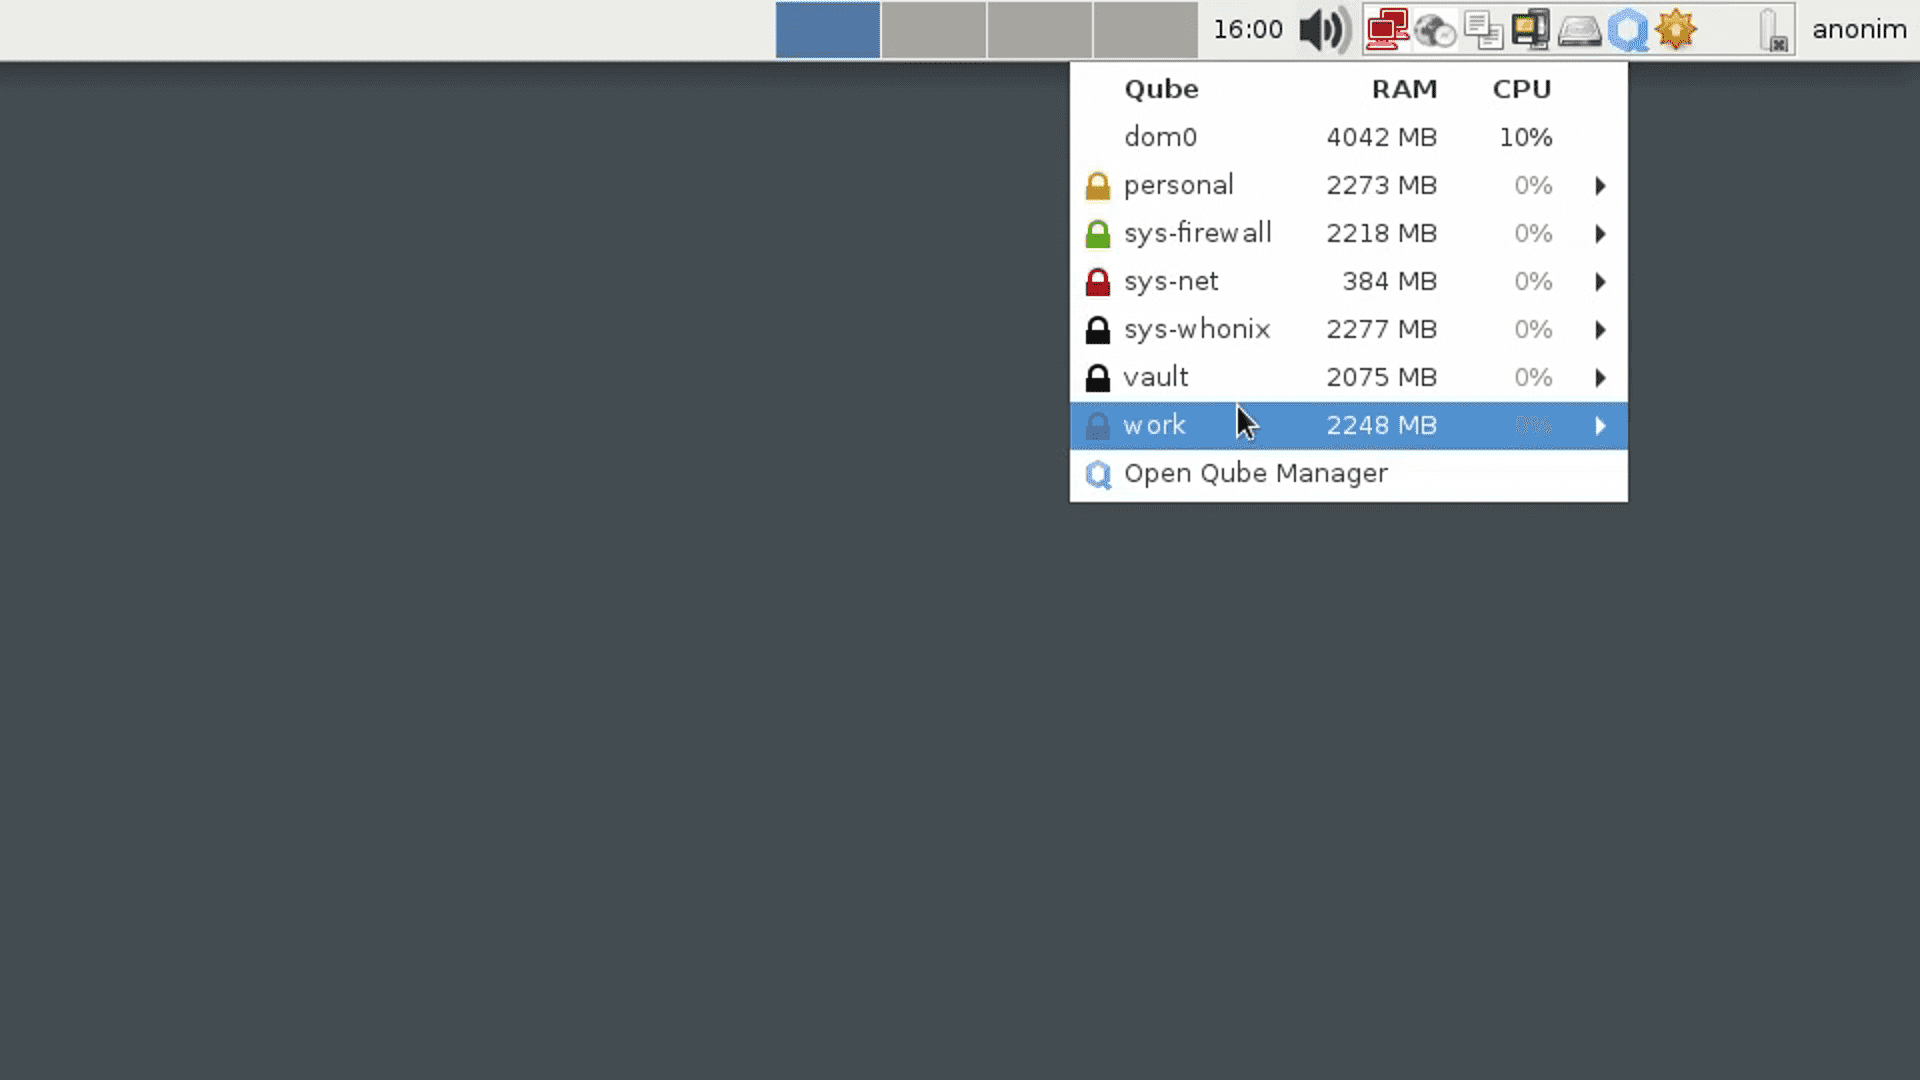 16:00 anonim
Qube RAM CPU
dom0 4042 MB 10%
personal 2273 MB 0%
sys-firewall 2218 MB 0%
sys-net 384 MB 0%
sys-whonix 2277 MB 0%
vault 2075 MB 0%
work 2248 MB 0%
Open Qube Manager